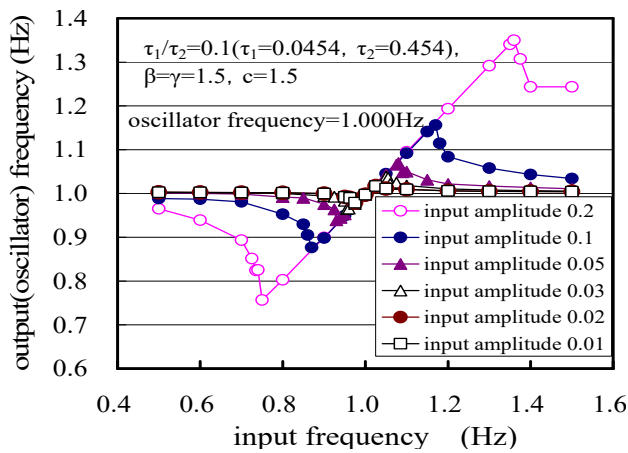 1.4
1.3
1.2
1.1
1.0
0.9
0.8
0.7
0.6
output(oscillator) frequency (Hz)
τ1/τ2=0.1(τ1=0.0454, τ2=0.454),
β=γ=1.5, c=1.5
oscillator frequency=1.000Hz
input amplitude 0.2
input amplitude 0.1
input amplitude 0.05
input amplitude 0.03
input amplitude 0.02
input amplitude 0.01
0.4 0.6 0.8 1.0 1.2 1.4 1.6
input frequency (Hz)